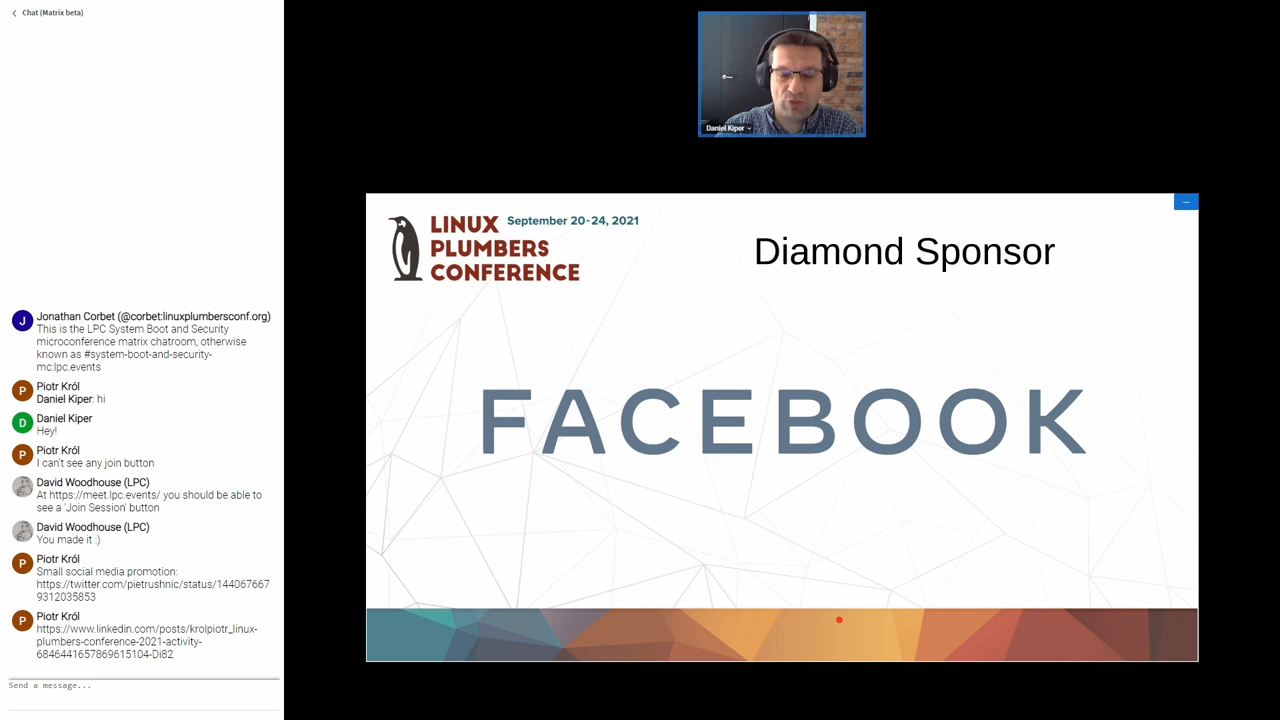 Chat (Matrix beta)
Jonathan Corbet (@corbet:linuxplumbersconf.org)
This is the LPC System Boot and Security
microconference matrix chatroom, otherwise
known as #system-boot-and-security-
mc:lpc.events
Piotr Król
Daniel Kiper: hi
Daniel Kiper
Hey!
Piotr Król
I can't see any join button
David Woodhouse (LPC)
At https://meet.lpc.events/ you should be able to
see a 'Join Session' button
David Woodhouse (LPC)
You made it :)
Piotr Król
Small social media promotion:
https://twitter.com/pietrushnic/status/144067667
9312035853
Piotr Król
https://www.linkedin.com/posts/krolpiotr_linux-
plumbers-conference-2021-activity-
6846441657869615104-Di82
Send a message...
J
P
D
P
P
P
Daniel Kiper
LINUX
PLUMBERS
CONFERENCE
September 20-24, 2021
Diamond Sponsor
FACEBOOK